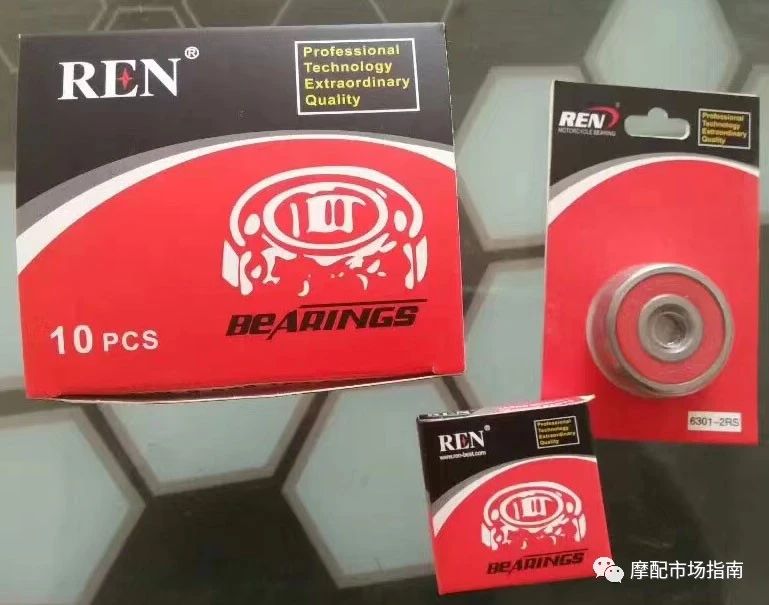 REN®
Professional
Technology
Extraordinary
Quality
BEARINGS
10 PCS
REN®
MOTORCYCLE BEARING
Professional
Technology
Extraordinary
Quality
6301-2RS
REN®
www.ren-best.com
Professional
Technology
Extraordinary
Quality
BEARINGS
摩配市场指南